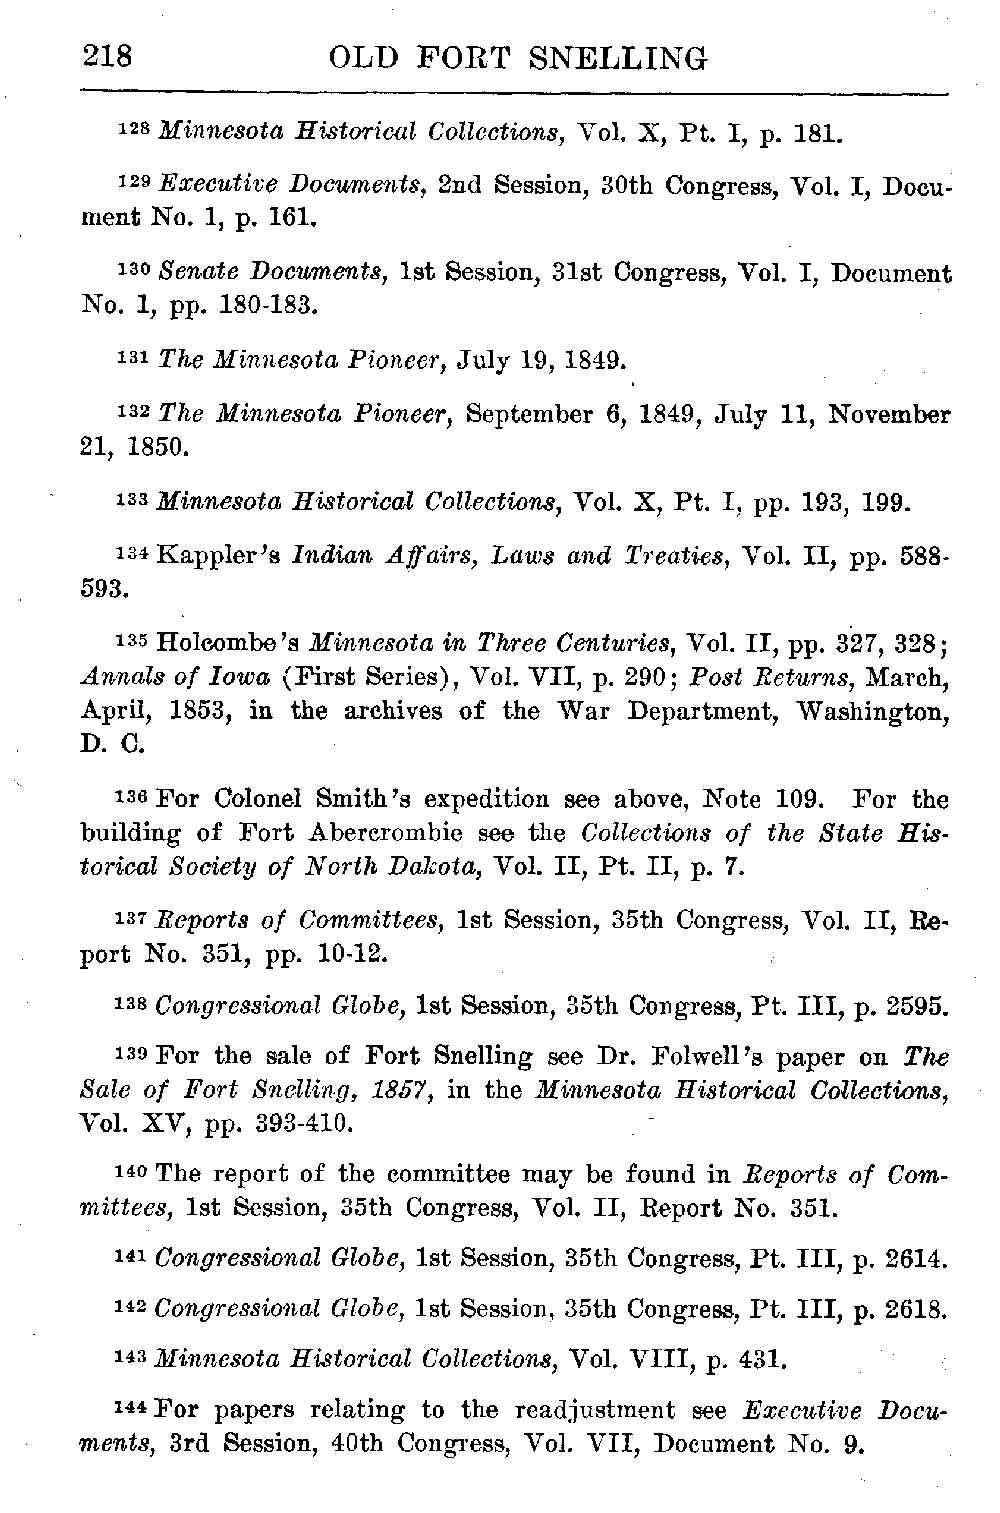 218 OLD FORT SNELLING
128 Minnesota Historical Collections, Vol. X, Pt. I, p. 181.
129 Executive Documents, 2nd Session, 30th Congress, Vol. I, Docu-
ment No. 1, p. 161.
130 Senate Documents, 1st Session, 31st Congress, Vol. I, Document
No. 1, pp. 180-183.
131 The Minnesota Pioneer, July 19, 1849.
132 The Minnesota Pioneer, September 6, 1849, July 11, November
21, 1850.
133 Minnesota Historical Collections, Vol. X, Pt. I, pp. 193, 199.
134 Kappler's Indian Affairs, Laws and Treaties, Vol. II, pp. 588-
593.
135 Holcombe's Minnesota in Three Centuries, Vol. II, pp. 327, 328;
Annals of Iowa (First Series), Vol. VII, p. 290; Post Returns, March,
April, 1853, in the archives of the War Department, Washington,
D. C.
136 For Colonel Smith's expedition see above, Note 109. For the
building of Fort Abercrombie see the Collections of the State His-
torical Society of North Dakota, Vol. II, Pt. II, p. 7.
137 Reports of Committees, 1st Session, 35th Congress, Vol. II, Re-
port No. 351, pp. 10-12.
138 Congressional Globe, 1st Session, 35th Congress, Pt. III, p. 2595.
139 For the sale of Fort Snelling see Dr. Folwell's paper on The
Sale of Fort Snelling, 1857, in the Minnesota Historical Collections,
Vol. XV, pp. 393-410.
140 The report of the committee may be found in Reports of Com-
mittees, 1st Session, 35th Congress, Vol. II, Report No. 351.
141 Congressional Globe, 1st Session, 35th Congress, Pt. III, p. 2614.
142 Congressional Globe, 1st Session, 35th Congress, Pt. III, p. 2618.
143 Minnesota Historical Collections, Vol. VIII, p. 431.
144 For papers relating to the readjustment see Executive Docu-
ments, 3rd Session, 40th Congress, Vol. VII, Document No. 9.